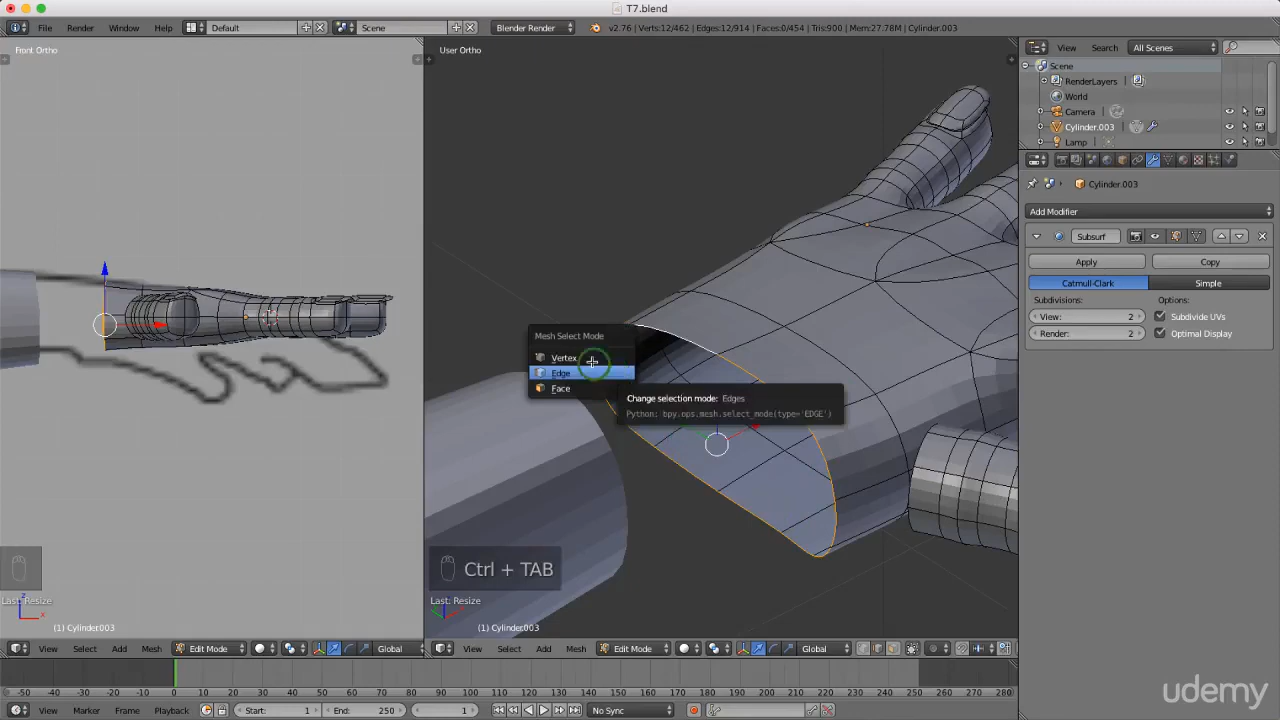 T7.blend
File Render Window Help Default Scene Blender Render v2.76 | Verts:12/462 | Edges:12/914 | Faces:0/454 | Tris:900 | Mem:27.78M | Cylinder.003
Front Ortho
User Ortho
View Search All Scenes
Scene
RenderLayers
World
Camera
Cylinder.003
Lamp
Cylinder.003
Add Modifier
Subsurf
Apply Copy
Catmull-Clark Simple
Subdivisions: Options:
View: 2 Subdivide UVs
Render: 2 Optimal Display
Mesh Select Mode
Vertex
Edge
Face
Change selection mode: Edges
Python: bpy.ops.mesh.select_mode(type='EDGE')
Ctrl + TAB
Last: Resize
Last: Resize
z
x
(1) Cylinder.003
(1) Cylinder.003
View Select Add Mesh Edit Mode Global
View Select Add Mesh Edit Mode Global
-50 -40 -30 -20 -10 0 10 20 30 40 50 60 70 80 90 100 110 120 130 140 150 160 170 180 190 200 210 220 230 240 250 260 270 280
View Marker Frame Playback Start: 1 End: 250 1 No Sync
udemy